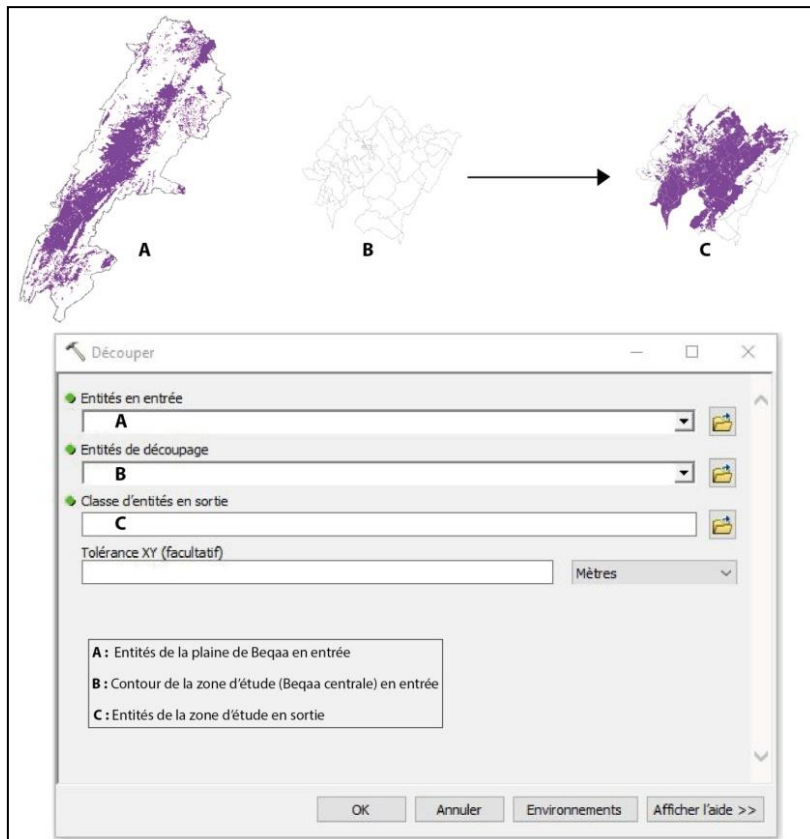 A
B
C
Découper
Entités en entrée
A
Entités de découpage
B
Classe d'entités en sortie
C
Tolérance XY (facultatif)
Mètres
A : Entités de la plaine de Beqaa en entrée
B : Contour de la zone d'étude (Beqaa centrale) en entrée
C : Entités de la zone d'étude en sortie
OK
Annuler
Environnements
Afficher l'aide >>